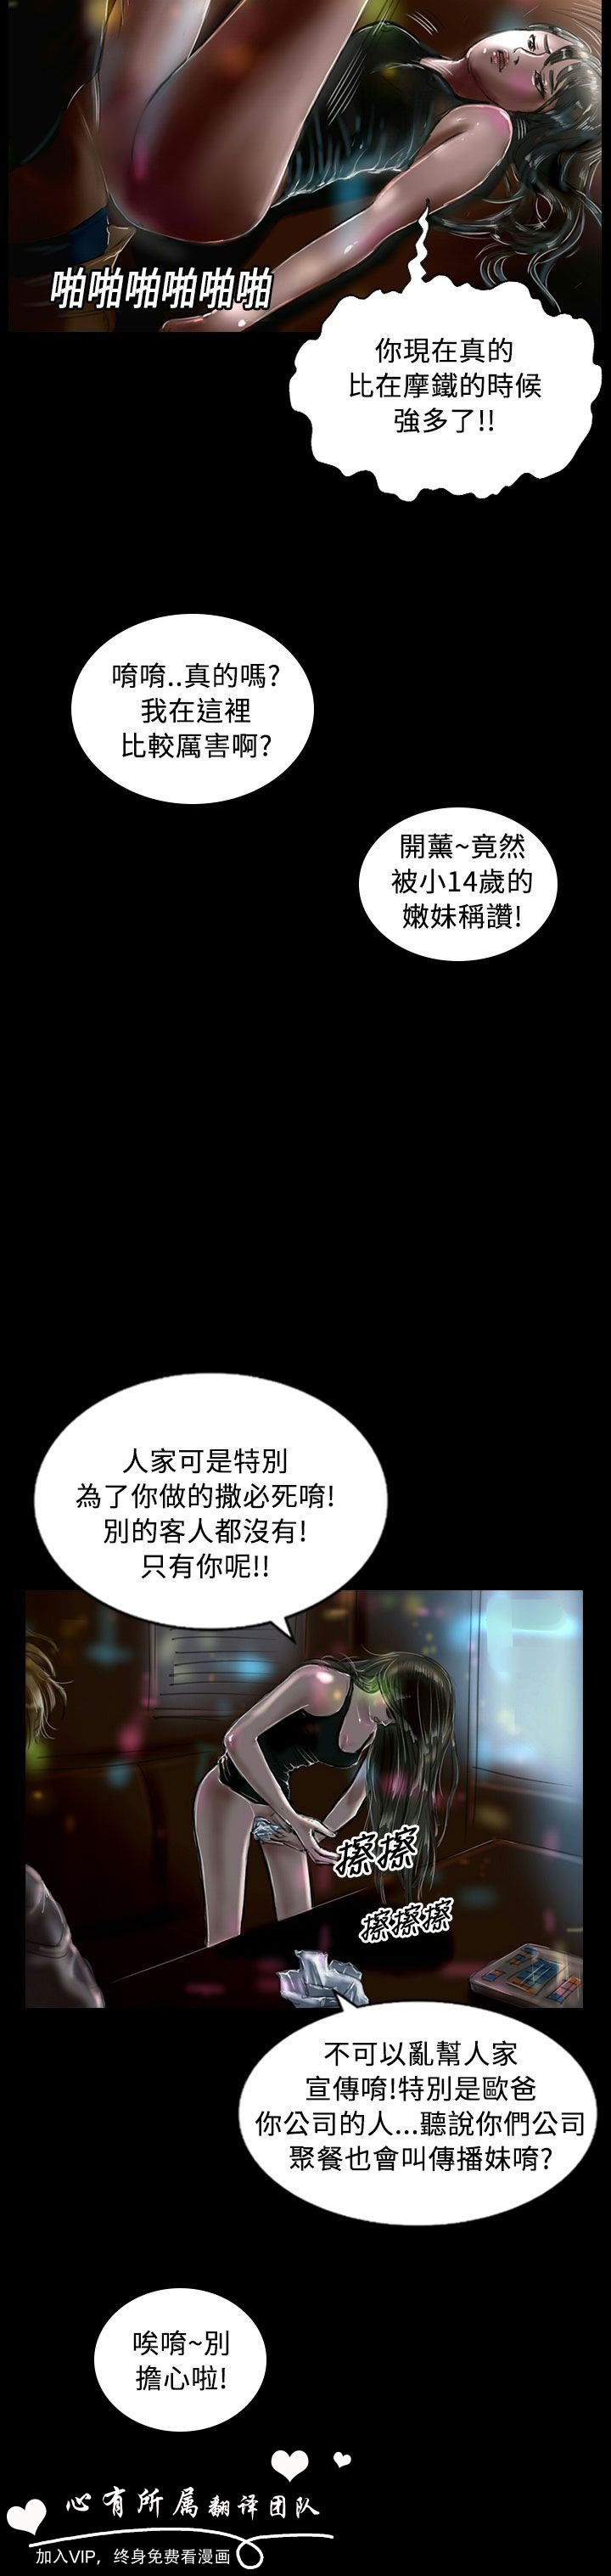 啪啪啪啪啪啪
你現在真的
比在摩鐵的時候
強多了!!
唷唷..真的嗎?
我在這裡
比較厲害啊?
開薰~竟然
被小14歲的
嫩妹稱讚!
人家可是特別
為了你做的撒必死唷!
別的客人都沒有!
只有你呢!!
擦擦
擦擦擦
不可以亂幫人家
宣傳唷!特別是歐爸
你公司的人...聽說你們公司
聚餐也會叫傳播妹唷?
唉唷~別
擔心啦!
心有所属翻译团队
加入VIP，终身免费看漫画